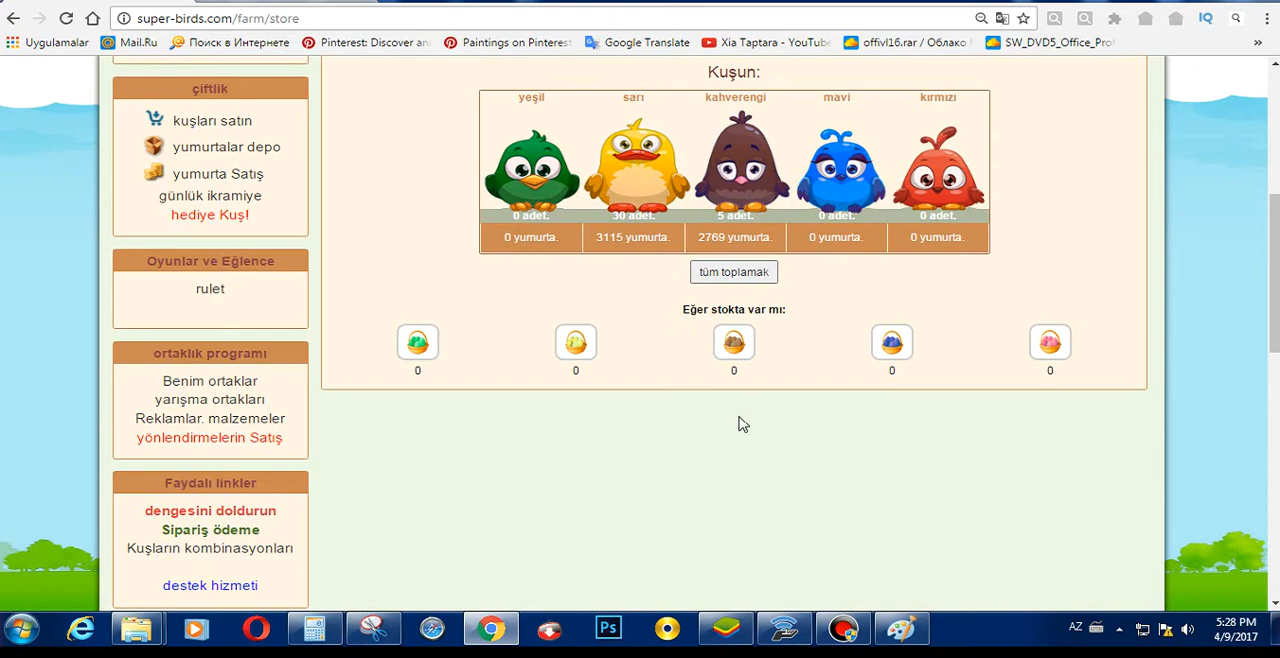 super-birds.com/farm/store
Uygulamalar
Mail.Ru
Поиск в Интернете
Pinterest: Discover an
Paintings on Pinterest
Google Translate
Xia Taptara - YouTube
offivl16.rar / Облако
SW_DVD5_Office_Prof
»
çiftlik
kuşları satın
yumurtalar depo
yumurta Satış
günlük ikramiye
hediye Kuş!
Oyunlar ve Eğlence
rulet
ortaklık programı
Benim ortaklar
yarışma ortakları
Reklamlar. malzemeler
yönlendirmelerin Satış
Faydalı linkler
dengesini doldurun
Sipariş ödeme
Kuşların kombinasyonları
destek hizmeti
Kuşun:
yeşil sarı kahverengi mavi kırmızı
0 adet. 30 adet. 5 adet. 0 adet. 0 adet.
0 yumurta. 3115 yumurta. 2769 yumurta. 0 yumurta. 0 yumurta.
tüm toplamak
Eğer stokta var mı:
0 0 0 0 0
IQ
Ps
AZ
5:28 PM
4/9/2017